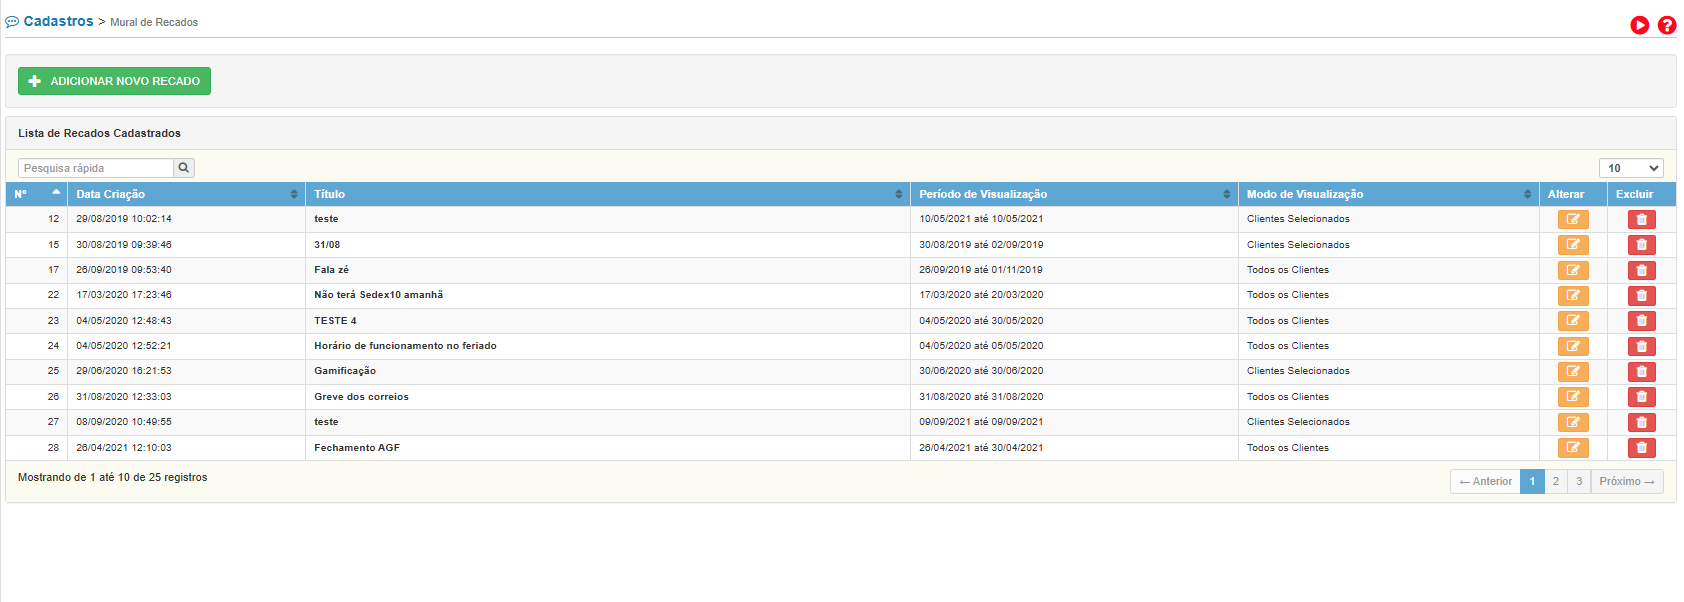 Cadastros > Mural de Recados
ADICIONAR NOVO RECADO
Lista de Recados Cadastrados
Pesquisa rápida
10
Nº Data Criação Título Período de Visualização Modo de Visualização Alterar Excluir
12 29/08/2019 10:02:14 teste 10/05/2021 até 10/05/2021 Clientes Selecionados
15 30/08/2019 09:39:46 31/08 30/08/2019 até 02/09/2019 Clientes Selecionados
17 26/09/2019 09:53:40 Fala zé 26/09/2019 até 01/11/2019 Todos os Clientes
22 17/03/2020 17:23:46 Não terá Sedex10 amanhã 17/03/2020 até 20/03/2020 Todos os Clientes
23 04/05/2020 12:48:43 TESTE 4 04/05/2020 até 30/05/2020 Todos os Clientes
24 04/05/2020 12:52:21 Horário de funcionamento no feriado 04/05/2020 até 05/05/2020 Todos os Clientes
25 29/06/2020 16:21:53 Gamificação 30/06/2020 até 30/06/2020 Clientes Selecionados
26 31/08/2020 12:33:03 Greve dos correios 31/08/2020 até 31/08/2020 Todos os Clientes
27 08/09/2020 10:49:55 teste 09/09/2021 até 09/09/2021 Clientes Selecionados
28 26/04/2021 12:10:03 Fechamento AGF 26/04/2021 até 30/04/2021 Todos os Clientes
Mostrando de 1 até 10 de 25 registros
← Anterior 1 2 3 Próximo →